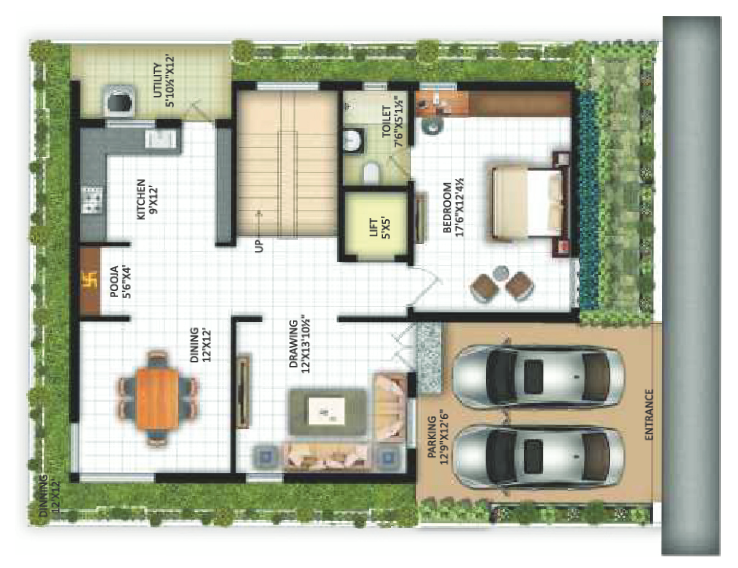 UTILITY
5'10½"X12'
KITCHEN
9'X12'
UP
TOILET
7'6"X5'1½"
LIFT
5'X5'
BEDROOM
17'6"X12'4½
POOJA
5'6"X4'
DINING
12'X12'
DRAWING
12'X13'10½"
PARKING
12'9"X12'6"
ENTRANCE
DINNING
12'X12'